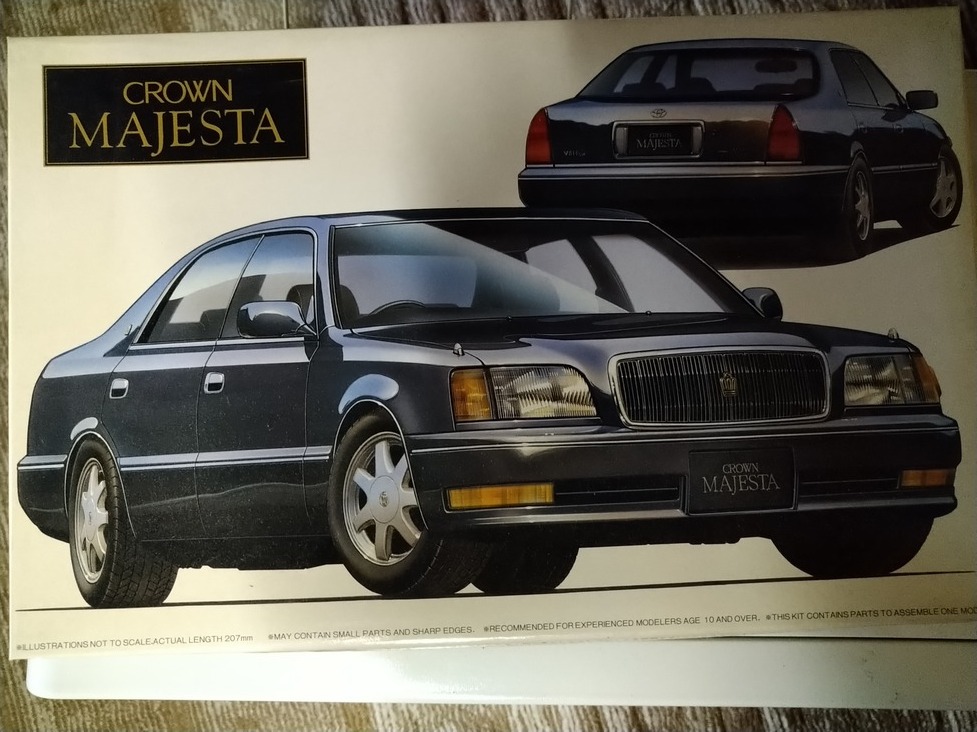 CROWN
MAJESTA
MAJESTA
CROWN
MAJESTA
※ILLUSTRATIONS NOT TO SCALE.ACTUAL LENGTH 207mm ※MAY CONTAIN SMALL PARTS AND SHARP EDGES. ※RECOMMENDED FOR EXPERIENCED MODELERS AGE 10 AND OVER. ※THIS KIT CONTAINS PARTS TO ASSEMBLE ONE MOD